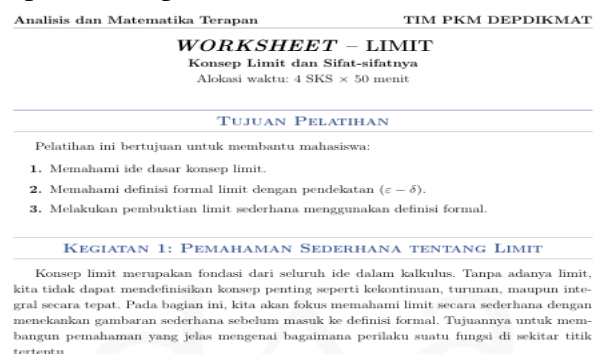 Analisis dan Matematika Terapan TIM PKM DEPDIKMAT
WORKSHEET – LIMIT
Konsep Limit dan Sifat-sifatnya
Alokasi waktu: 4 SKS × 50 menit
TUJUAN PELATIHAN
Pelatihan ini bertujuan untuk membantu mahasiswa:
1. Memahami ide dasar konsep limit.
2. Memahami definisi formal limit dengan pendekatan (ε − δ).
3. Melakukan pembuktian limit sederhana menggunakan definisi formal.
KEGIATAN 1: PEMAHAMAN SEDERHANA TENTANG LIMIT
Konsep limit merupakan fondasi dari seluruh ide dalam kalkulus. Tanpa adanya limit,
kita tidak dapat mendefinisikan konsep penting seperti kekontinuan, turunan, maupun inte-
gral secara tepat. Pada bagian ini, kita akan fokus memahami limit secara sederhana dengan
menekankan gambaran sederhana sebelum masuk ke definisi formal. Tujuannya untuk mem-
bangun pemahaman yang jelas mengenai bagaimana perilaku suatu fungsi di sekitar titik
tertentu